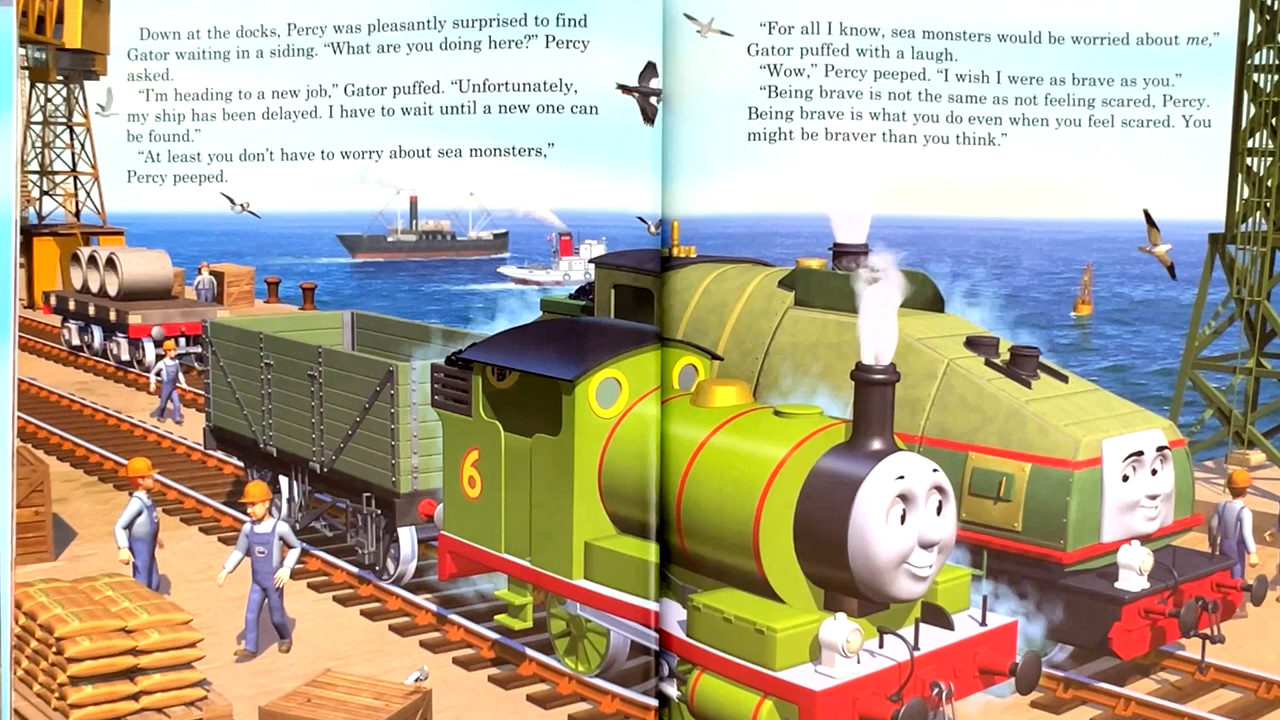 Down at the docks, Percy was pleasantly surprised to find
Gator waiting in a siding. “What are you doing here?” Percy
asked.
“I’m heading to a new job,” Gator puffed. “Unfortunately,
my ship has been delayed. I have to wait until a new one can
be found.”
“At least you don’t have to worry about sea monsters,”
Percy peeped.
“For all I know, sea monsters would be worried about me,”
Gator puffed with a laugh.
“Wow,” Percy peeped. “I wish I were as brave as you.”
“Being brave is not the same as not feeling scared, Percy.
Being brave is what you do even when you feel scared. You
might be braver than you think.”
6